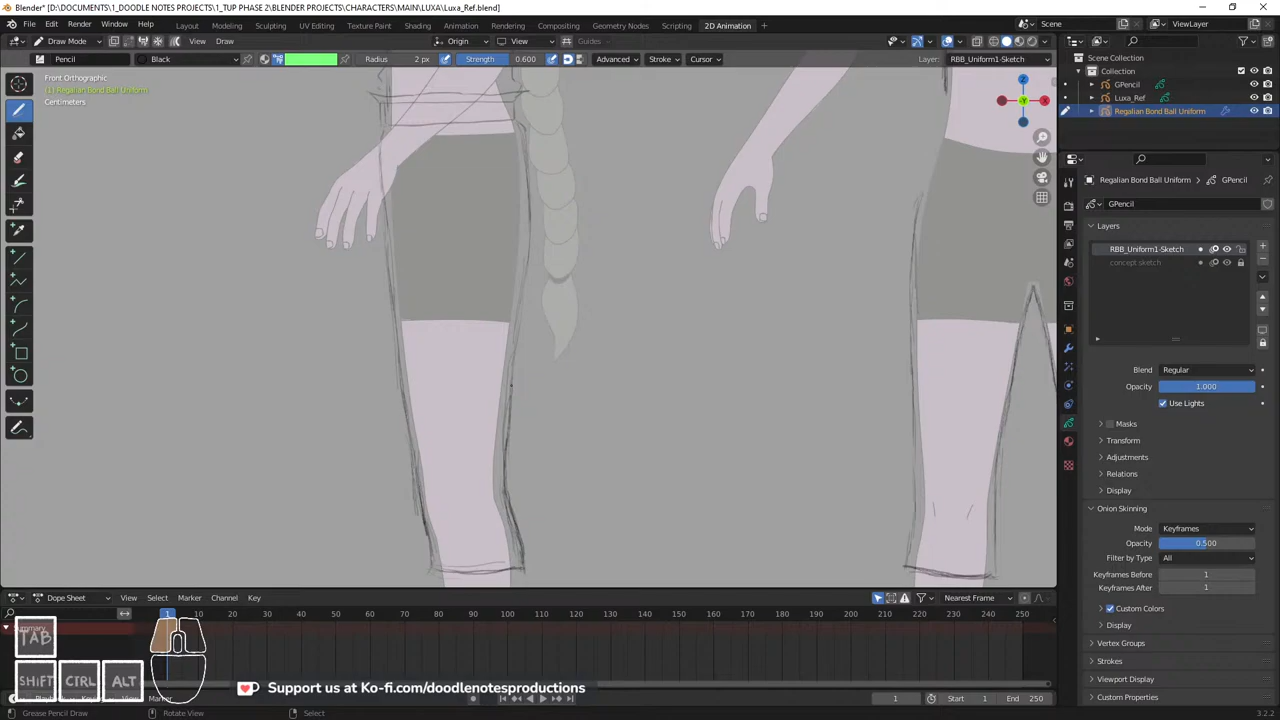 Blender* [D:\DOCUMENTS\1_DOODLE NOTES PROJECTS\1_TUP PHASE 2\BLENDER PROJECTS\CHARACTERS\MAIN\LUXA\Luxa_Ref.blend]
File Edit Render Window Help Layout Modeling Sculpting UV Editing Texture Paint Shading Animation Rendering Compositing Geometry Nodes Scripting 2D Animation + Scene ViewLayer
Draw Mode View Draw Origin View Guides
Pencil Black Radius 2 px Strength 0.600 Advanced Stroke Cursor Layer: RBB_Uniform1-Sketch
Front Orthographic
(1) Regalian Bond Ball Uniform
Centimeters
X
Y
Z
Scene Collection
Collection
GPencil
Luxa_Ref
Regalian Bond Ball Uniform
Regalian Bond Ball Uniform GPencil
GPencil
Layers
RBB_Uniform1-Sketch
concept sketch
Blend Regular
Opacity 1.000
Use Lights
Masks
Transform
Adjustments
Relations
Display
Onion Skinning
Mode Keyframes
Opacity 0.500
Filter by Type All
Keyframes Before 1
Keyframes After 1
Custom Colors
Display
Vertex Groups
Strokes
Viewport Display
Custom Properties
Dope Sheet View Select Marker Channel Key Nearest Frame
1 10 20 30 40 50 60 70 80 90 100 110 120 130 140 150 160 170 180 190 200 210 220 230 240 250
Summary
TAB
SHIFT CTRL ALT
Support us at Ko-fi.com/doodlenotesproductions
Marker 1 Start 1 End 250
Grease Pencil Draw Rotate View Select 3.2.2